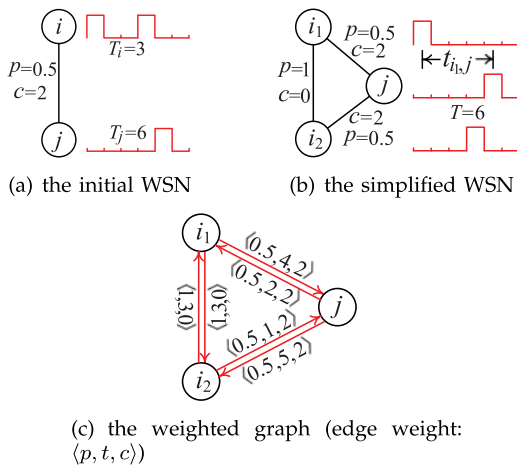 i
T_i=3
p=0.5
c=2
T_j=6
j
(a) the initial WSN
i_1
p=0.5
c=2
t_{i_1,j}
p=1
c=0
j
T=6
c=2
p=0.5
i_2
(b) the simplified WSN
i_1
⟨0.5,4,2⟩
⟨0.5,2,2⟩
⟨1,3,0⟩
⟨1,3,0⟩
j
⟨0.5,1,2⟩
⟨0.5,5,2⟩
i_2
(c) the weighted graph (edge weight:
⟨p, t, c⟩)